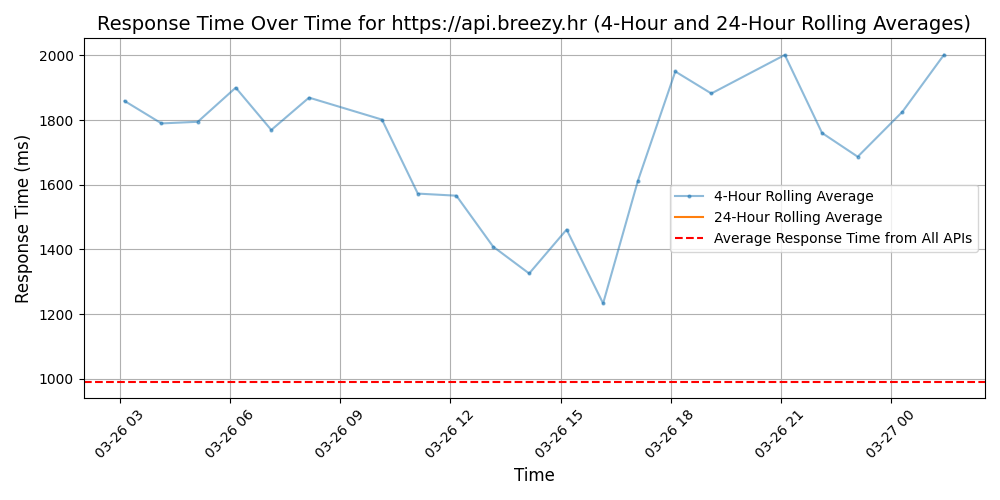 Response Time Over Time for https://api.breezy.hr (4-Hour and 24-Hour Rolling Averages)
Response Time (ms)
2000
1800
1600
1400
1200
1000
4-Hour Rolling Average
24-Hour Rolling Average
Average Response Time from All APIs
03-26 03
03-26 06
03-26 09
03-26 12
03-26 15
03-26 18
03-26 21
03-27 00
Time